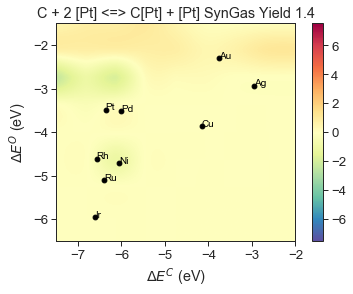 C + 2 [Pt] <=> C[Pt] + [Pt] SynGas Yield 1.4
ΔE^O (eV)
−2
−3
−4
−5
−6
Au
Ag
Pt
Pd
Cu
Rh
Ni
Ru
Ir
−7
−6
−5
−4
−3
−2
ΔE^C (eV)
6
4
2
0
−2
−4
−6